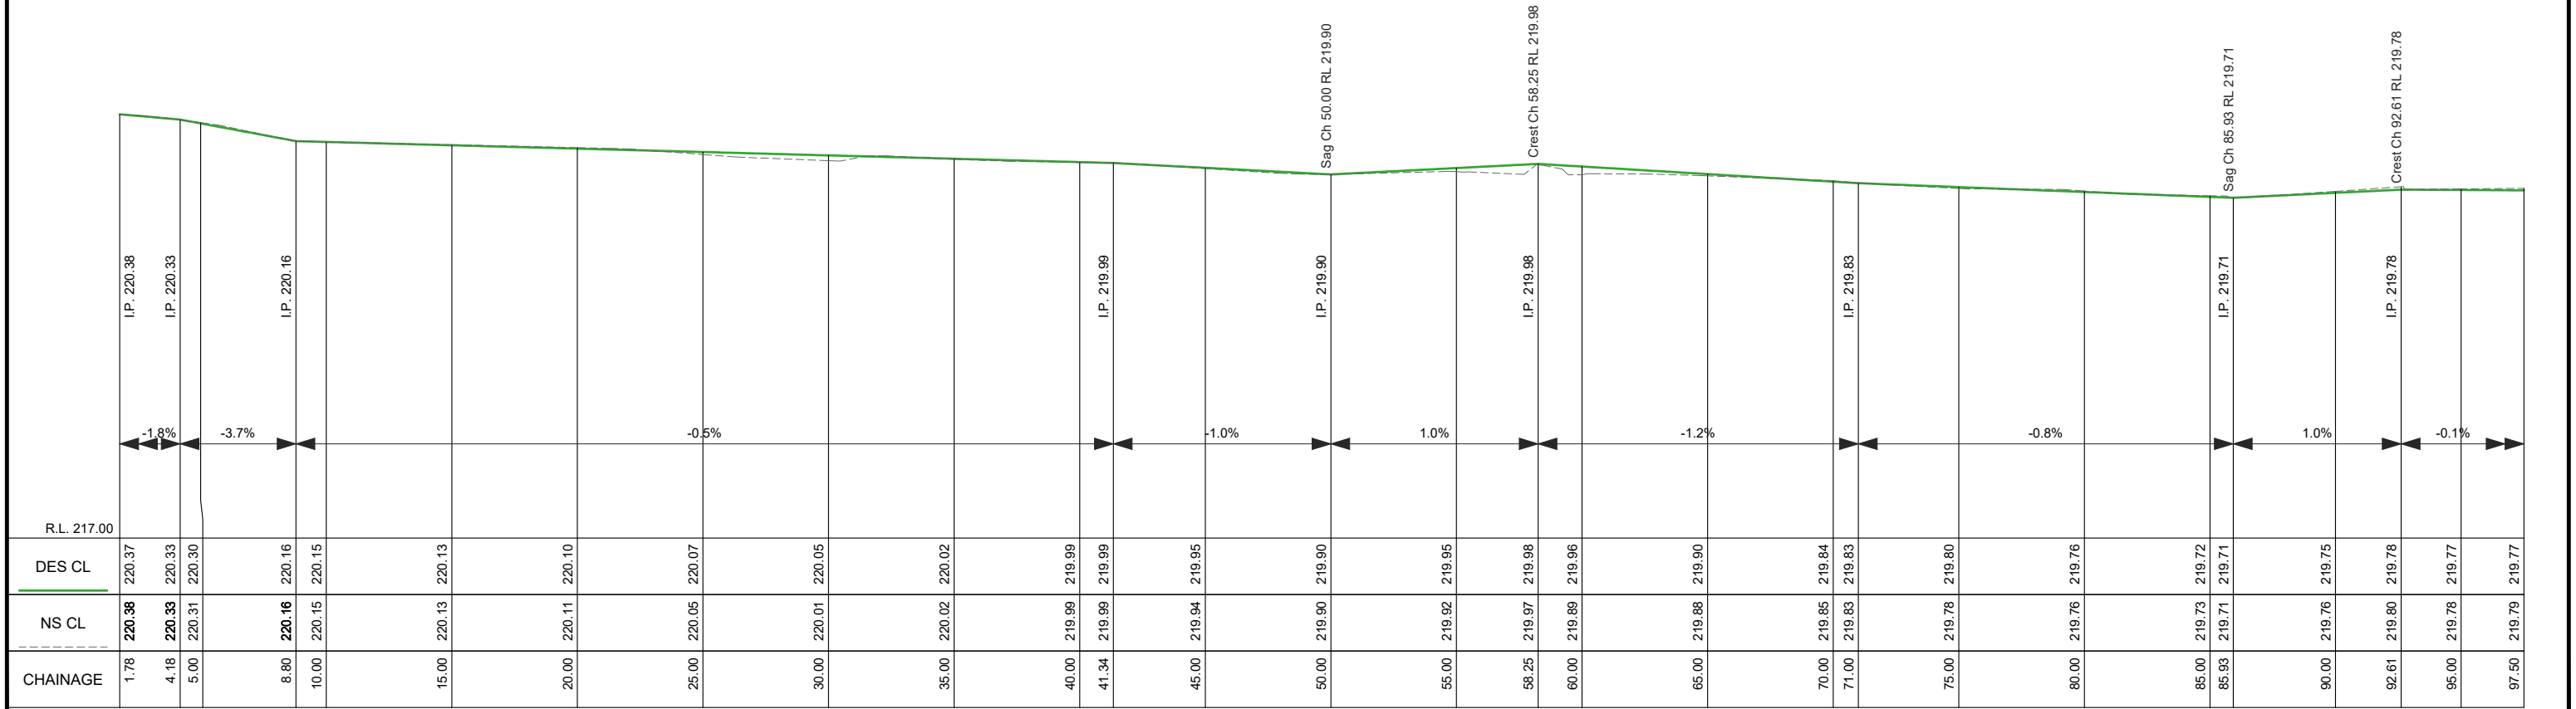 Sag Ch 50.00 RL 219.90
Crest Ch 58.25 RL 219.98
Sag Ch 85.93 RL 219.71
Crest Ch 92.61 RL 219.78
I.P. 220.38
I.P. 220.33
I.P. 220.16
I.P. 219.99
I.P. 219.90
I.P. 219.98
I.P. 219.83
I.P. 219.71
I.P. 219.78
-1.8% -3.7% -0.5% -1.0% 1.0% -1.2% -0.8% 1.0% -0.1%
R.L. 217.00
DES CL 220.37 220.33 220.30 220.16 220.15 220.13 220.10 220.07 220.05 220.02 219.99 219.99 219.95 219.90 219.95 219.98 219.96 219.90 219.84 219.83 219.80 219.76 219.72 219.71 219.75 219.78 219.77 219.77
NS CL 220.38 220.33 220.31 220.16 220.15 220.13 220.11 220.05 220.01 220.02 219.99 219.99 219.94 219.90 219.92 219.97 219.89 219.88 219.85 219.83 219.78 219.76 219.73 219.71 219.76 219.80 219.78 219.79
CHAINAGE 1.78 4.18 5.00 8.80 10.00 15.00 20.00 25.00 30.00 35.00 40.00 41.34 45.00 50.00 55.00 58.25 60.00 65.00 70.00 71.00 75.00 80.00 85.00 85.93 90.00 92.61 95.00 97.50